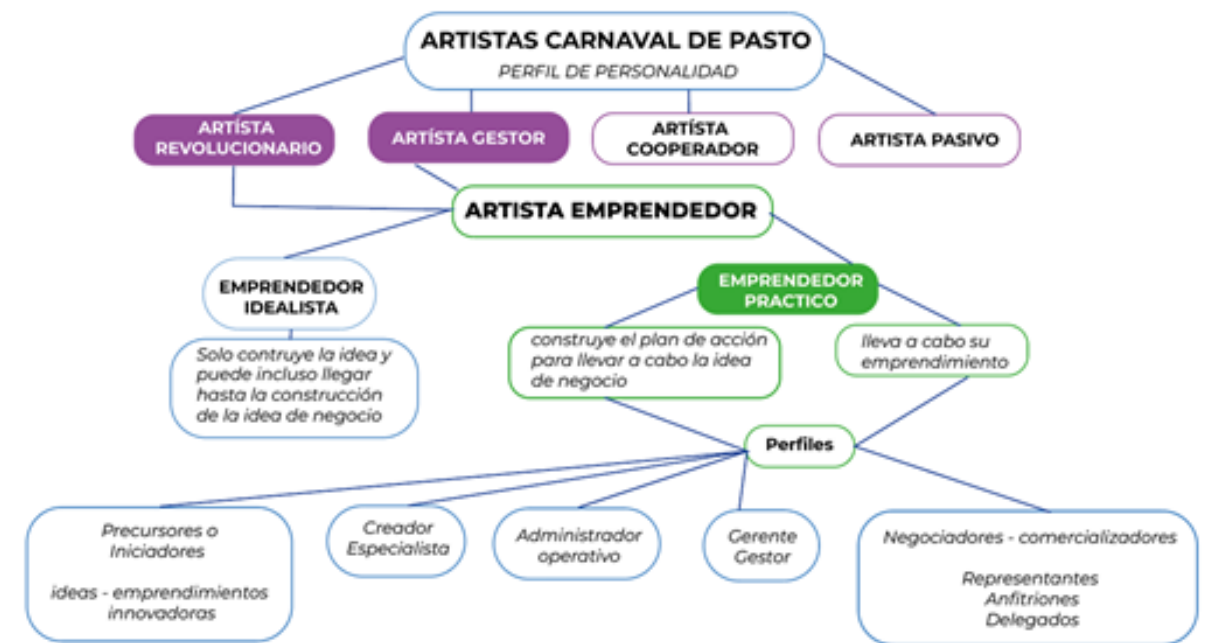 ARTISTAS CARNAVAL DE PASTO
PERFIL DE PERSONALIDAD
ARTÍSTA
REVOLUCIONARIO
ARTÍSTA GESTOR
ARTÍSTA
COOPERADOR
ARTISTA PASIVO
ARTISTA EMPRENDEDOR
EMPRENDEDOR
IDEALISTA
EMPRENDEDOR
PRACTICO
Solo contruye la idea y
puede incluso llegar
hasta la construcción
de la idea de negocio
construye el plan de acción
para llevar a cabo la idea
de negocio
lleva a cabo su
emprendimiento
Perfiles
Precursores o
Iniciadores
ideas - emprendimientos
innovadoras
Creador
Especialista
Administrador
operativo
Gerente
Gestor
Negociadores - comercializadores
Representantes
Anfitriones
Delegados